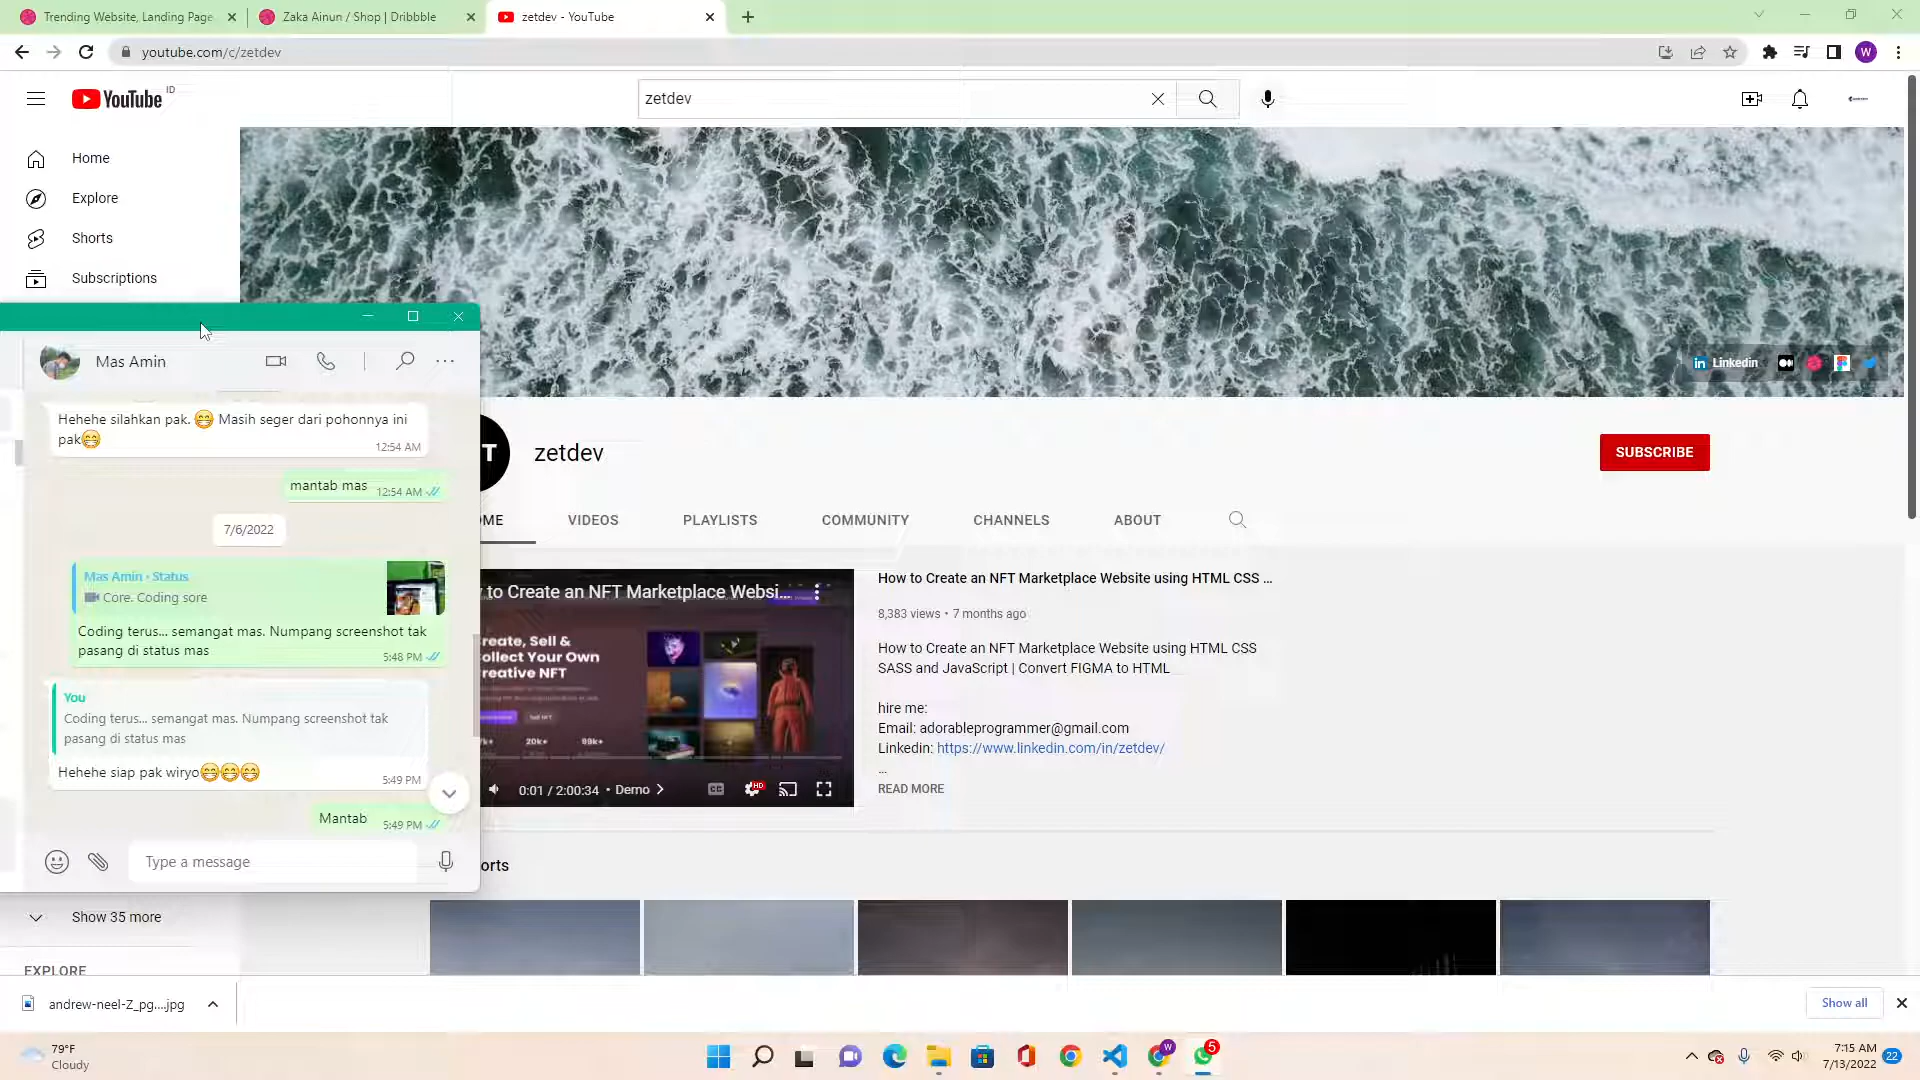 Trending Website, Landing Page
Zaka Ainun / Shop | Dribbble
zetdev - YouTube
youtube.com/c/zetdev
W
YouTube ID
zetdev
Home
Explore
Shorts
Subscriptions
Linkedin
Mas Amin
Hehehe silahkan pak. 😁 Masih seger dari pohonnya ini
pak😁
12:54 AM
mantab mas 12:54 AM
7/6/2022
Mas Amin · Status
Core. Coding sore
Coding terus... semangat mas. Numpang screenshot tak
pasang di status mas
5:48 PM
You
Coding terus... semangat mas. Numpang screenshot tak
pasang di status mas
Hehehe siap pak wiryo😁😁😁
5:49 PM
Mantab 5:49 PM
Type a message
T
zetdev
SUBSCRIBE
OME VIDEOS PLAYLISTS COMMUNITY CHANNELS ABOUT
to Create an NFT Marketplace Websi...
reate, Sell &
ollect Your Own
reative NFT
0:01 / 2:00:34 • Demo
CC
HD
How to Create an NFT Marketplace Website using HTML CSS ...
8,383 views • 7 months ago
How to Create an NFT Marketplace Website using HTML CSS
SASS and JavaScript | Convert FIGMA to HTML
hire me:
Email: adorableprogrammer@gmail.com
Linkedin: https://www.linkedin.com/in/zetdev/
...
READ MORE
orts
Show 35 more
EXPLORE
andrew-neel-Z_pg....jpg
Show all
79°F
Cloudy
W
5
7:15 AM
7/13/2022
22